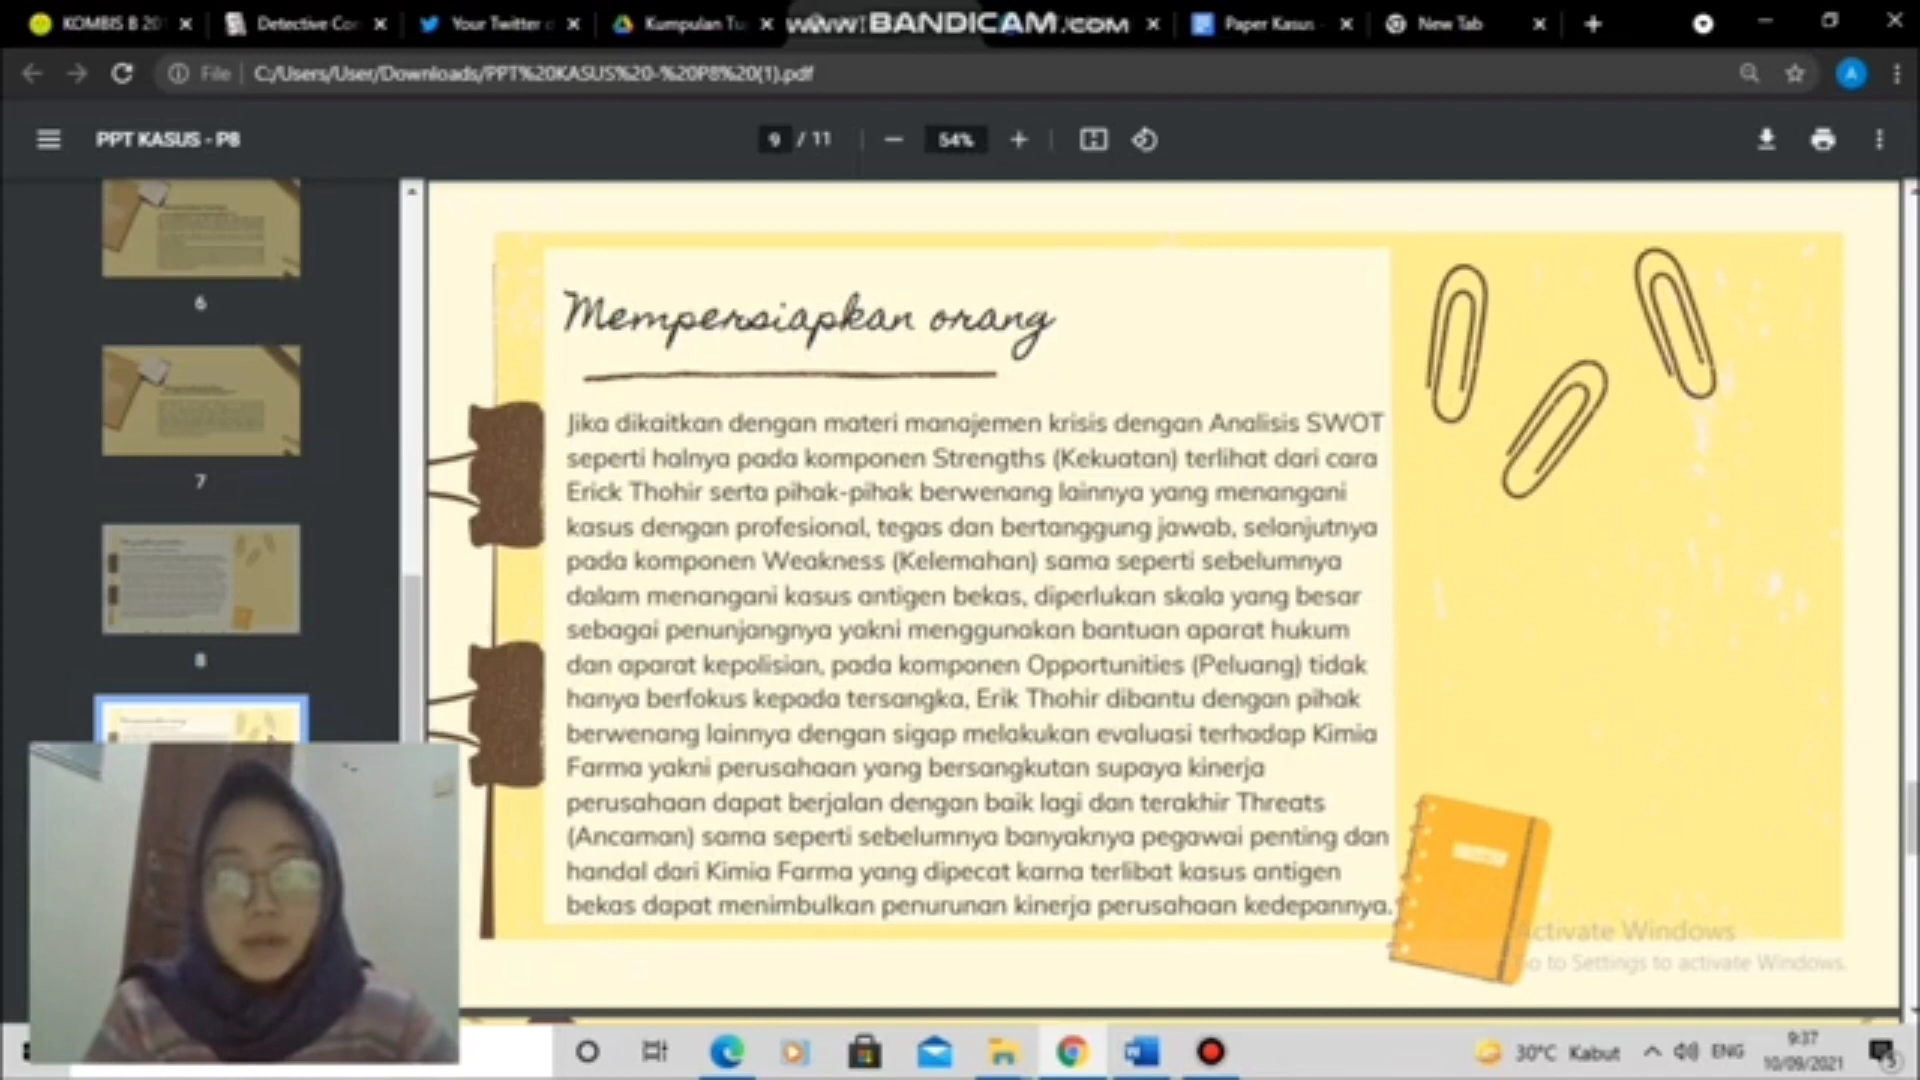 KOMBIS B 20
Detective Co
Your Twitter
Kumpulan Tu
www.BANDICAM.com
Paper Kasus -
New Tab
File
C:/Users/User/Downloads/PPT%20KASUS%20-%20P8%20(1).pdf
A
PPT KASUS - P8
9 / 11
54%
6
7
8
Mempersiapkan orang
Jika dikaitkan dengan materi manajemen krisis dengan Analisis SWOT
seperti halnya pada komponen Strengths (Kekuatan) terlihat dari cara
Erick Thohir serta pihak-pihak berwenang lainnya yang menangani
kasus dengan profesional, tegas dan bertanggung jawab, selanjutnya
pada komponen Weakness (Kelemahan) sama seperti sebelumnya
dalam menangani kasus antigen bekas, diperlukan skala yang besar
sebagai penunjangnya yakni menggunakan bantuan aparat hukum
dan aparat kepolisian, pada komponen Opportunities (Peluang) tidak
hanya berfokus kepada tersangka, Erik Thohir dibantu dengan pihak
berwenang lainnya dengan sigap melakukan evaluasi terhadap Kimia
Farma yakni perusahaan yang bersangkutan supaya kinerja
perusahaan dapat berjalan dengan baik lagi dan terakhir Threats
(Ancaman) sama seperti sebelumnya banyaknya pegawai penting dan
handal dari Kimia Farma yang dipecat karna terlibat kasus antigen
bekas dapat menimbulkan penurunan kinerja perusahaan kedepannya.
Activate Windows
Go to Settings to activate Windows.
30°C Kabut
ENG
9:37
10/09/2021
5